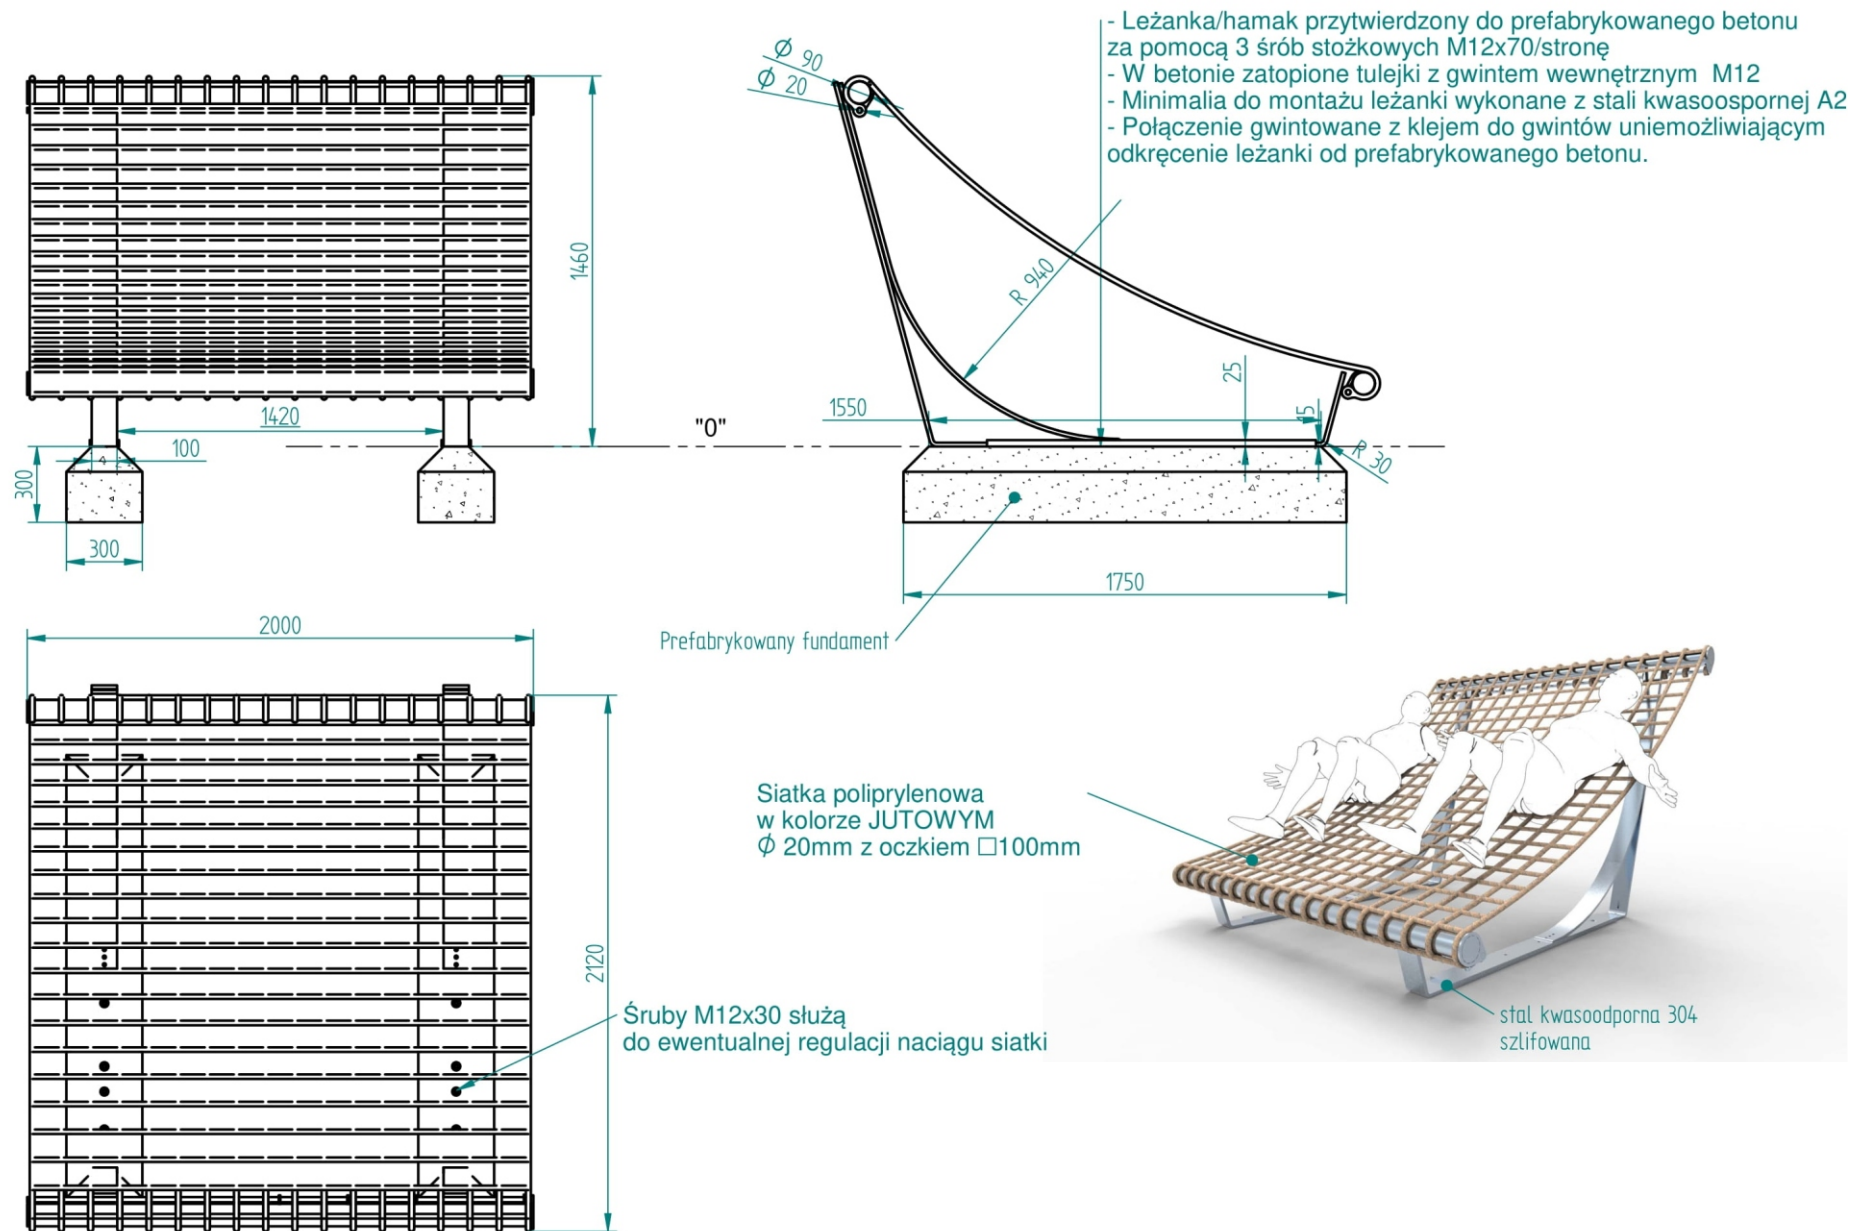 - Leżanka/hamak przytwierdzony do prefabrykowanego betonu
za pomocą 3 śrób stożkowych M12x70/stronę
- W betonie zatopione tulejki z gwintem wewnętrznym M12
- Minimalia do montażu leżanki wykonane z stali kwasoospornej A2
- Połączenie gwintowane z klejem do gwintów uniemożliwiającym
odkręcenie leżanki od prefabrykowanego betonu.
Φ 90
Φ 20
1460
R 940
25
15
1550
R 30
1420
"0"
100
300
300
1750
Prefabrykowany fundament
2000
2120
Siatka poliprylenowa
w kolorze JUTOWYM
Φ 20mm z oczkiem □100mm
Śruby M12x30 służą
do ewentualnej regulacji naciągu siatki
stal kwasoodporna 304
szlifowana